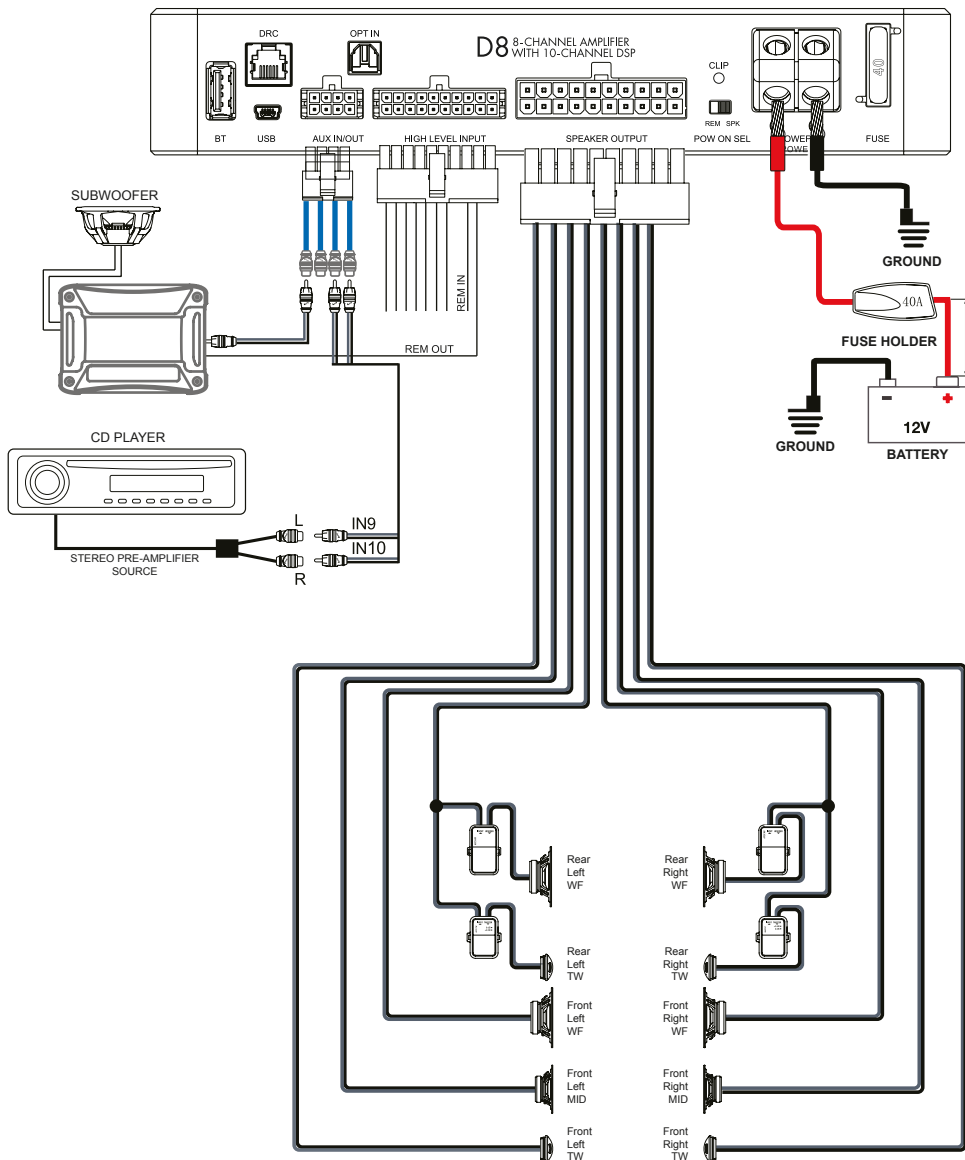 DRC
OPT IN
D8 8-CHANNEL AMPLIFIER
WITH 10-CHANNEL DSP
CLIP
40
REM SPK
BT
USB
AUX IN/OUT
HIGH LEVEL INPUT
SPEAKER OUTPUT
POW ON SEL
POWER
POWE
FUSE
SUBWOOFER
REM IN
REM OUT
GROUND
40A
FUSE HOLDER
GROUND
- +
12V
BATTERY
CD PLAYER
L
IN9
IN10
R
STEREO PRE-AMPLIFIER
SOURCE
Rear
Left
WF
Rear
Right
WF
Rear
Left
TW
Rear
Right
TW
Front
Left
WF
Front
Right
WF
Front
Left
MID
Front
Right
MID
Front
Left
TW
Front
Right
TW